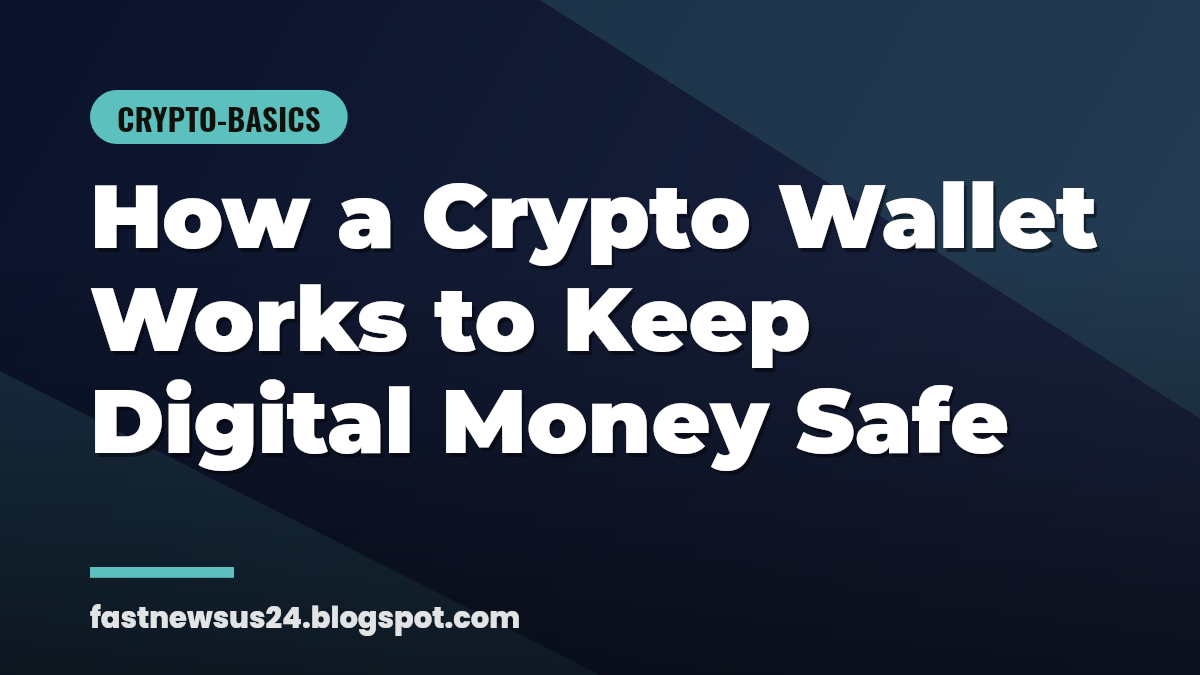 CRYPTO-BASICS
How a Crypto Wallet
Works to Keep
Digital Money Safe
fastnewsus24.blogspot.com